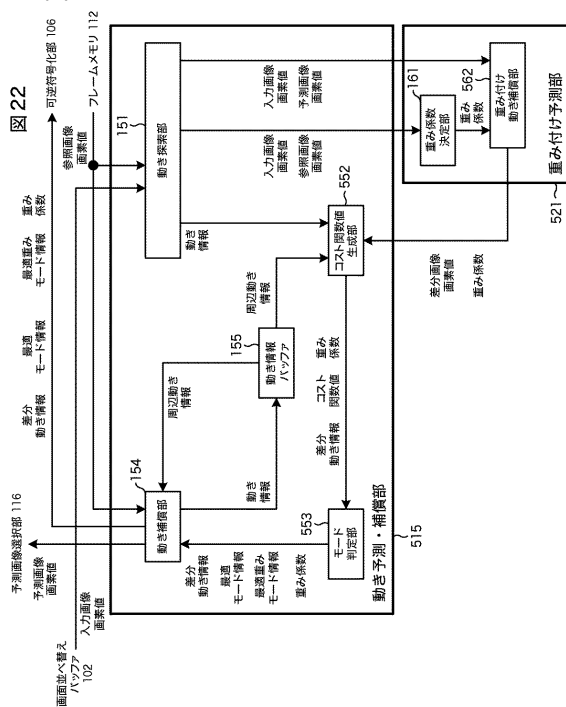 図 22
予測画像選択部 116
予測画像
画素値
画面並べ替え
バッファ
102
入力画像
画素値
差分
動き情報
最適
モード情報
最適重み
モード情報
重み
係数
可逆符号化部 106
参照画像
画素値
フレームメモリ 112
151
動き探索部
154
動き補償部
周辺動き
情報
動き
情報
155
動き情報
バッファ
周辺動き
情報
動き
情報
552
コスト関数値
生成部
553
モード
判定部
差分
動き情報
最適
モード情報
最適重み
モード情報
重み係数
差分
動き情報
コスト
関数値
重み
係数
動き予測・補償部
515
入力画像
画素値
予測画像
画素値
入力画像
画素値
参照画像
画素値
161
重み係数
決定部
重み
係数
562
重み付け
動き補償部
重み付け予測部
521
差分画像
画素値
重み係数